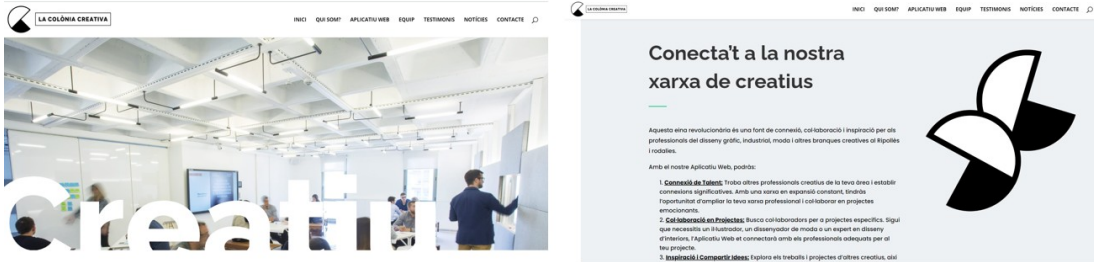 LA COLÒNIA CREATIVA
INICI QUI SOM? APLICATIU WEB EQUIP TESTIMONIS NOTÍCIES CONTACTE
Creatiu
LA COLÒNIA CREATIVA
INICI QUI SOM? APLICATIU WEB EQUIP TESTIMONIS NOTÍCIES CONTACTE
Conecta't a la nostra
xarxa de creatius
Aquesta eina revolucionària és una font de connexió, col·laboració i inspiració per als
professionals del disseny gràfic, industrial, moda i altres branques creatives al Ripollès
i rodalies.
Amb el nostre Aplicatiu Web, podràs:
1. Connexió de Talent: Troba altres professionals creatius de la teva àrea i establir
connexions significatives. Amb una xarxa en expansió constant, tindràs
l'oportunitat d'ampliar la teva xarxa professional i col·laborar en projectes
emocionants.
2. Col·laboració en Projectes: Busca col·laboradors per a projectes específics. Sigui
que necessitis un il·lustrador, un dissenyador de moda o un expert en disseny
d'interiors, l'Aplicatiu Web et connectarà amb els professionals adequats per al
teu projecte.
3. Inspiració i Compartir Idees: Explora els treballs i projectes d'altres creatius, així